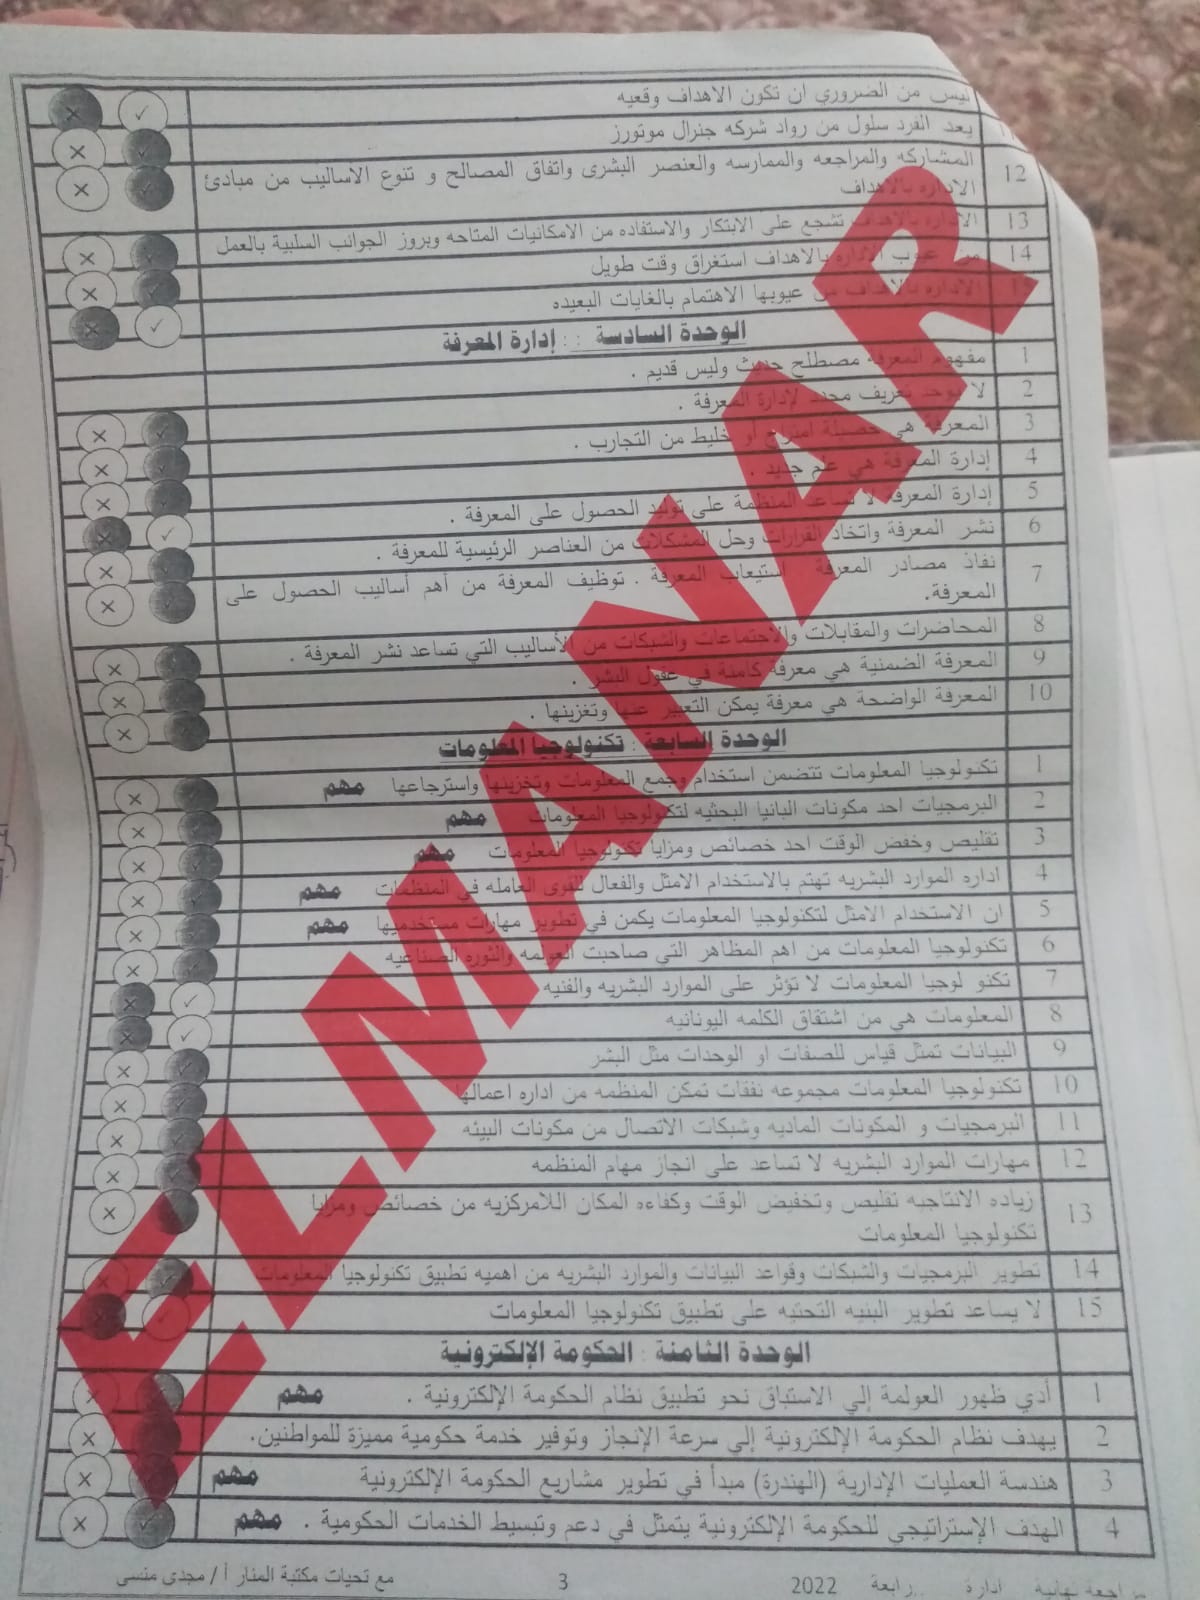 ليس من الضروري ان تكون الاهداف وقعيه
يعد الفرد سلول من رواد شركه جنرال موتورز
12 المشاركه والمراجعه والممارسه والعنصر البشرى واتفاق المصالح و تنوع الأساليب من مبادئ
الاداره بالاهداف
13 الاداره بالاهداف تشجع على الابتكار والاستفاده من الامكانيات المتاحه وبروز الجوانب السلبية بالعمل
14 من عيوب الاداره بالاهداف استغراق وقت طويل
الاداره بالاهداف من عيوبها الاهتمام بالغايات البعيده
الوحدة السادسة : : إدارة المعرفة
1 مفهوم المعرفة مصطلح حديث وليس قديم .
2 لا يوجد تعريف محدد لإدارة المعرفة .
3 المعرفة هي حصيلة امتزاج أو خليط من التجارب .
4 إدارة المعرفة هي علم جديد .
5 إدارة المعرفة لا تساعد المنظمة على توليد الحصول على المعرفة .
6 نشر المعرفة واتخاذ القرارات وحل المشكلات من العناصر الرئيسية للمعرفة .
7 نفاذ مصادر المعرفة استيعاب المعرفة . توظيف المعرفة من أهم أساليب الحصول على
المعرفة.
8 المحاضرات والمقابلات والاجتماعات والشبكات من الأساليب التي تساعد نشر المعرفة .
9 المعرفة الضمنية هي معرفة كامنة في عقول البشر .
10 المعرفة الواضحة هي معرفة يمكن التعبير عنها وتغزينها .
الوحدة السابعة : تكنولوجيا المعلومات
1 تكنولوجيا المعلومات تتضمن استخدام وجمع المعلومات وتخزينها واسترجاعها مهم
2 البرمجيات احد مكونات البانيا البحثيه لتكنولوجيا المعلومات مهم
3 تقليص وخفض الوقت احد خصائص ومزايا تكنولوجيا المعلومات مهم
4 اداره الموارد البشريه تهتم بالاستخدام الامثل والفعال للقوى العامله في المنظمات مهم
5 ان الاستخدام الامثل لتكنولوجيا المعلومات يكمن في تطوير مهارات مستخدميها مهم
6 تكنولوجيا المعلومات من اهم المظاهر التي صاحبت العولمه والثوره الصناعيه
7 تكنو لوجيا المعلومات لا تؤثر على الموارد البشريه والفنيه
8 المعلومات هي من اشتقاق الكلمه اليونانيه
9 البيانات تمثل قياس للصفات او الوحدات مثل البشر
10 تكنولوجيا المعلومات مجموعه نفقات تمكن المنظمه من اداره اعمالها
11 البرمجيات و المكونات الماديه وشبكات الاتصال من مكونات البيئه
12 مهارات الموارد البشريه لا تساعد على انجاز مهام المنظمه
13 زياده الانتاجيه تقليص وتخفيض الوقت وكفاءه المكان اللامركزيه من خصائص ومزايا
تكنولوجيا المعلومات
14 تطوير البرمجيات والشبكات وقواعد البيانات والموارد البشريه من اهميه تطبيق تكنولوجيا المعلومات
15 لا يساعد تطوير البنيه التحتيه على تطبيق تكنولوجيا المعلومات
الوحدة الثامنة : الحكومة الإلكترونية
1 أدي ظهور العولمة إلي الاستباق نحو تطبيق نظام الحكومة الإلكترونية . مهم
2 يهدف نظام الحكومة الإلكترونية إلي سرعة الإنجاز وتوفير خدمة حكومية مميزة للمواطنين.
3 هندسة العمليات الإدارية (الهندرة) مبدأ في تطوير مشاريع الحكومة الإلكترونية مهم
4 الهدف الإستراتيجي للحكومة الإلكترونية يتمثل في دعم وتبسيط الخدمات الحكومية . مهم
مراجعه نهائية ادارة رابعة 2022 3 مع تحيات مكتبة المنار أ / مجدى منسى
ELMANAR